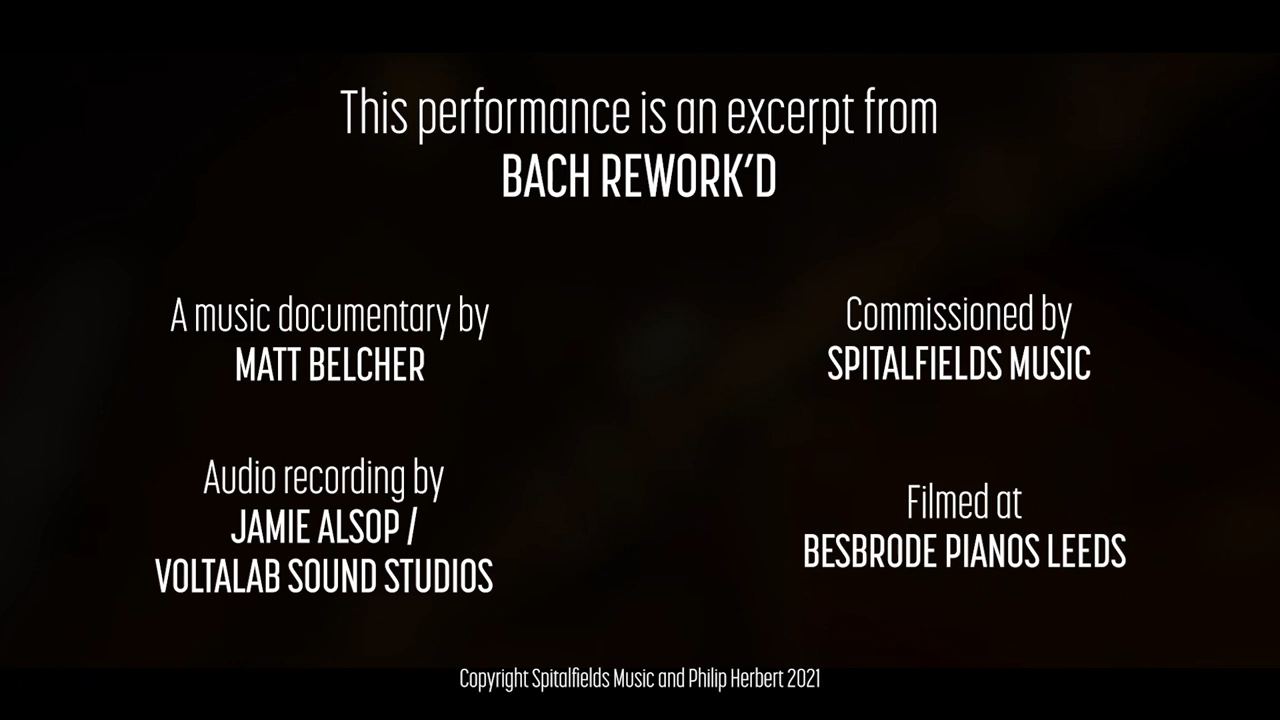 This performance is an excerpt from
BACH REWORK'D
A music documentary by
MATT BELCHER
Commissioned by
SPITALFIELDS MUSIC
Audio recording by
JAMIE ALSOP /
VOLTALAB SOUND STUDIOS
Filmed at
BESBRODE PIANOS LEEDS
Copyright Spitalfields Music and Philip Herbert 2021